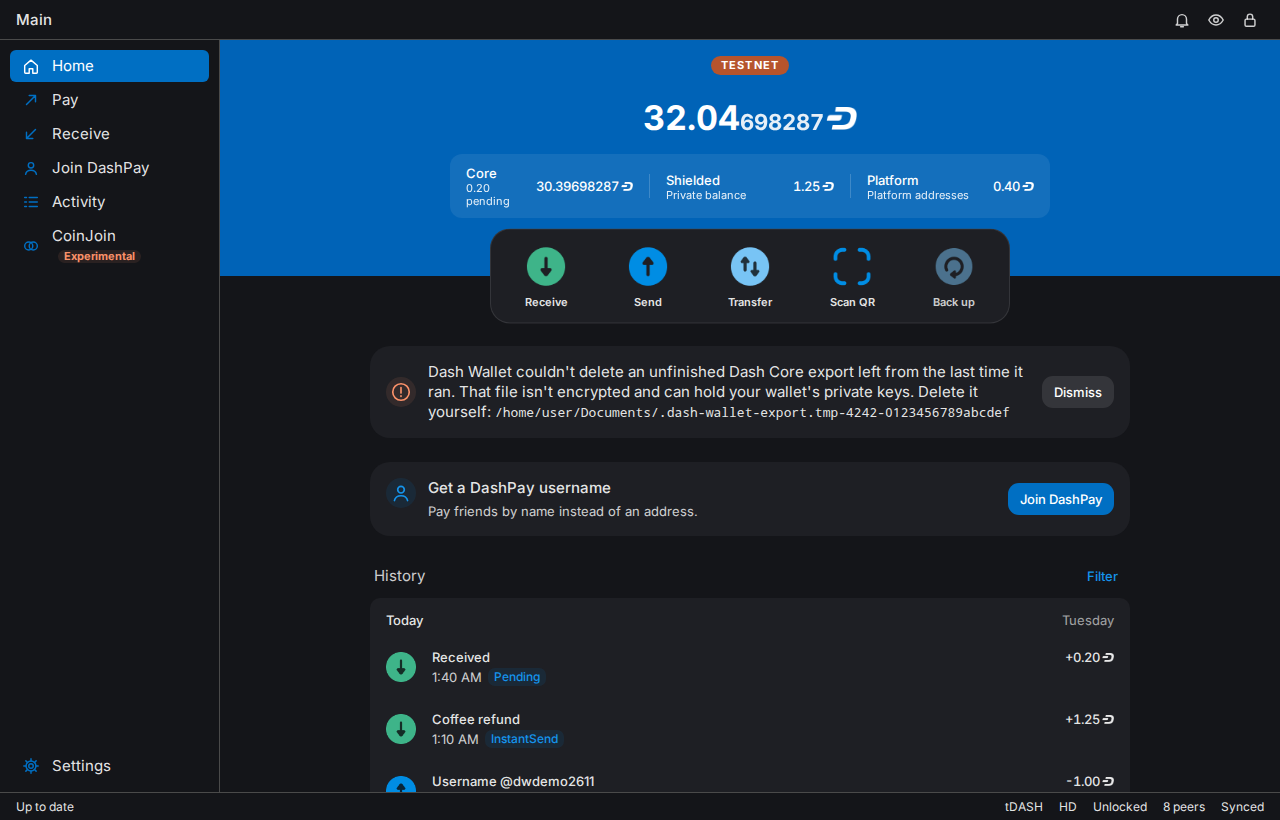 Main
Home
Pay
Receive
Join DashPay
Activity
CoinJoin
Experimental
Settings
TESTNET
32.04698287
Core
0.20
pending
30.39698287
Shielded
Private balance
1.25
Platform
Platform addresses
0.40
Receive
Send
Transfer
Scan QR
Back up
Dash Wallet couldn't delete an unfinished Dash Core export left from the last time it
ran. That file isn't encrypted and can hold your wallet's private keys. Delete it
yourself: /home/user/Documents/.dash-wallet-export.tmp-4242-0123456789abcdef
Dismiss
Get a DashPay username
Pay friends by name instead of an address.
Join DashPay
History
Filter
Today
Tuesday
Received
+0.20
1:40 AM Pending
Coffee refund
+1.25
1:10 AM InstantSend
Username @dwdemo2611
-1.00
Up to date
tDASH
HD
Unlocked
8 peers
Synced